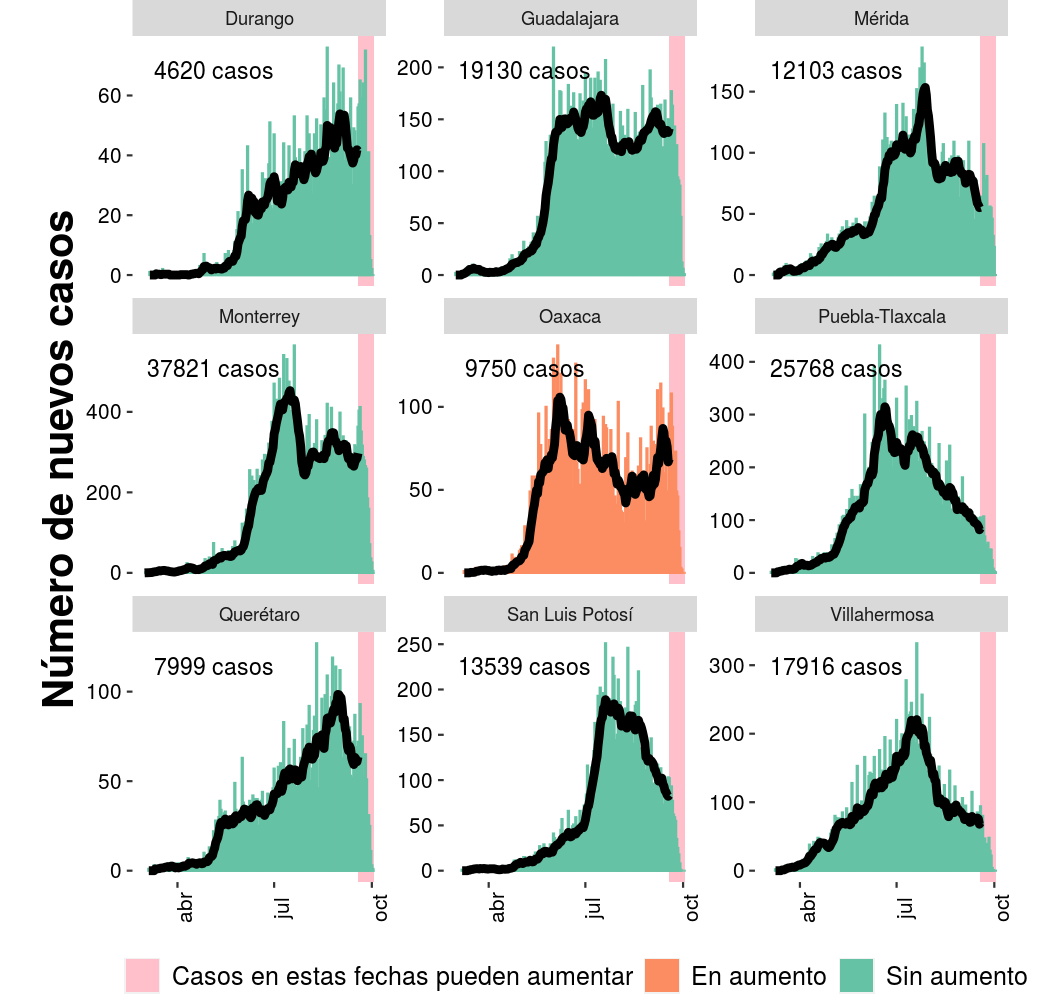 Número de nuevos casos
Durango
4620 casos
60
40
20
0
Guadalajara
19130 casos
200
150
100
50
0
Mérida
12103 casos
150
100
50
0
Monterrey
37821 casos
400
200
0
Oaxaca
9750 casos
100
50
0
Puebla-Tlaxcala
25768 casos
400
300
200
100
0
Querétaro
7999 casos
100
50
0
abr jul oct
San Luis Potosí
13539 casos
250
200
150
100
50
0
abr jul oct
Villahermosa
17916 casos
300
200
100
0
abr jul oct
Casos en estas fechas pueden aumentar En aumento Sin aumento